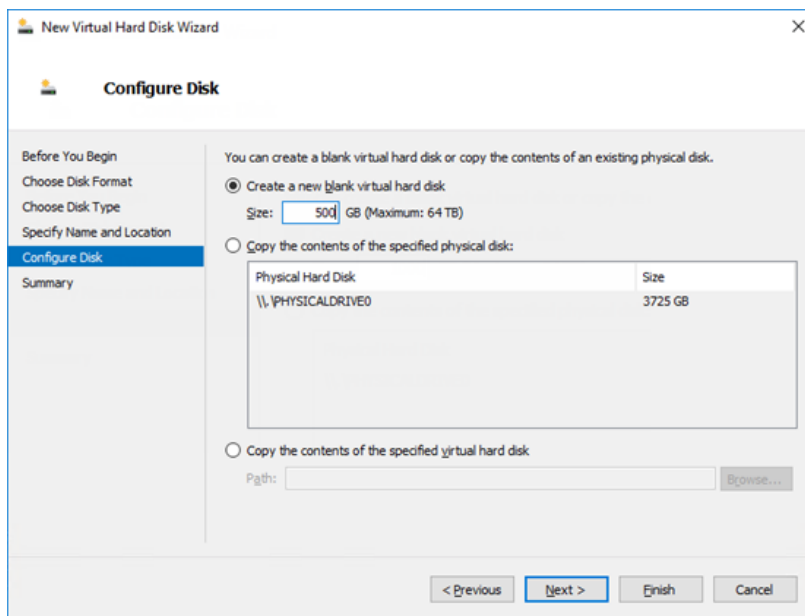 New Virtual Hard Disk Wizard
Configure Disk
Before You Begin
Choose Disk Format
Choose Disk Type
Specify Name and Location
Configure Disk
Summary
You can create a blank virtual hard disk or copy the contents of an existing physical disk.
Create a new blank virtual hard disk
Size: 500 GB (Maximum: 64 TB)
Copy the contents of the specified physical disk:
Physical Hard Disk Size
\\.\PHYSICALDRIVE0 3725 GB
Copy the contents of the specified virtual hard disk
Path: Browse...
< Previous Next > Finish Cancel